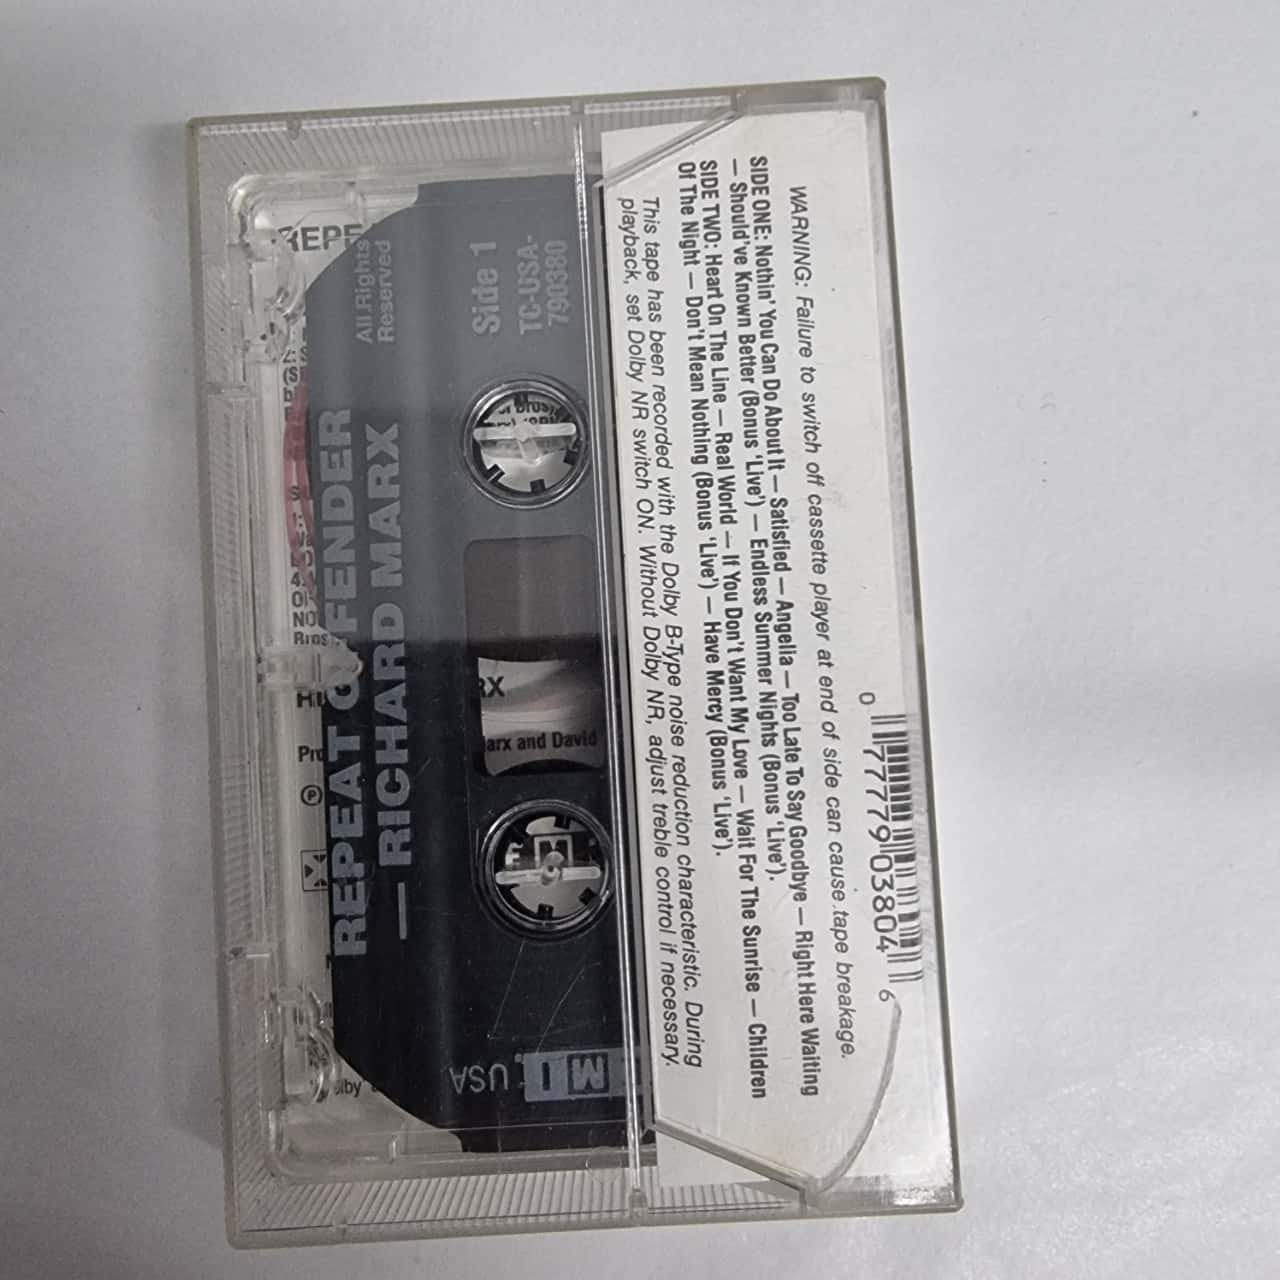 WARNING: Failure to switch off cassette player at end of side can cause tape breakage.
SIDE ONE: Nothin' You Can Do About It — Satisfied — Angelia — Too Late To Say Goodbye — Right Here Waiting
— Should've Known Better (Bonus 'Live') — Endless Summer Nights (Bonus 'Live').
SIDE TWO: Heart On The Line — Real World — If You Don't Want My Love — Wait For The Sunrise — Children
Of The Night — Don't Mean Nothing (Bonus 'Live') — Have Mercy (Bonus 'Live').
This tape has been recorded with the Dolby B-Type noise reduction characteristic. During
playback, set Dolby NR switch ON. Without Dolby NR, adjust treble control if necessary.
0 77779 03804 6
REPEAT OFFENDER
— RICHARD MARX
All Rights
Reserved
Side 1
TC-USA-
790380
RX
arx and David
USA